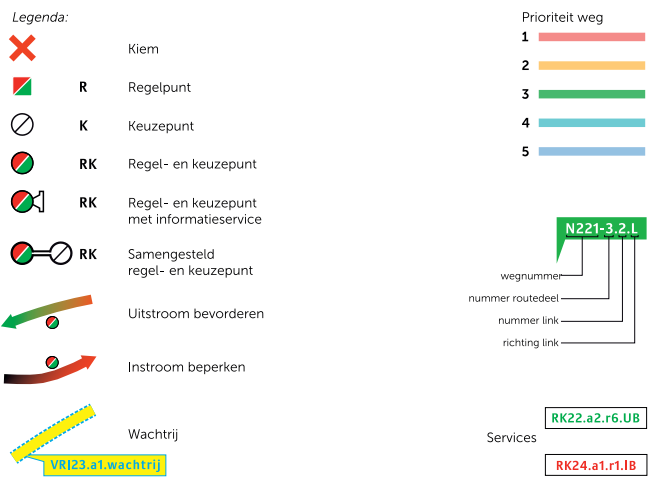 Legenda:
Kiem
R Regelpunt
K Keuzepunt
RK Regel- en keuzepunt
RK Regel- en keuzepunt
met informatieservice
RK Samengesteld
regel- en keuzepunt
Uitstroom bevorderen
Instroom beperken
Wachtrij
VRI23.a1.wachtrij
Prioriteit weg
1
2
3
4
5
N221-3.2.L
wegnummer
nummer routedeel
nummer link
richting link
RK22.a2.r6.UB
Services
RK24.a1.r1.IB